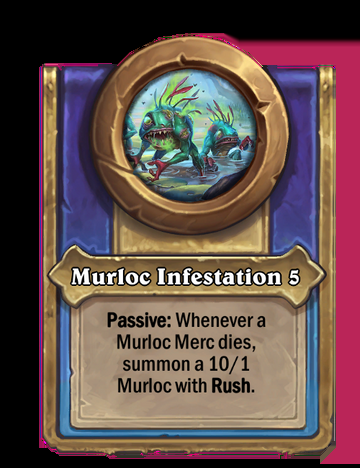 Murloc Infestation 5
Passive: Whenever a
Murloc Merc dies,
summon a 10/1
Murloc with Rush.